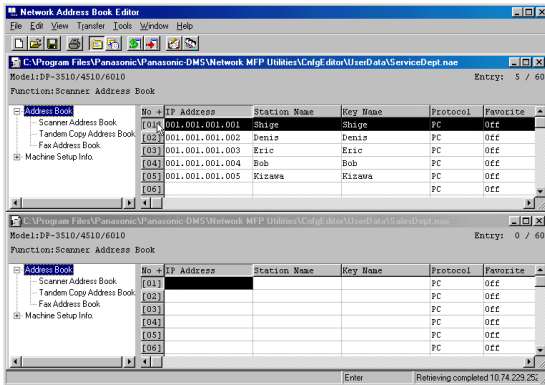 Network Address Book Editor
File Edit View Transfer Tools Window Help
C:\Program Files\Panasonic\Panasonic-DMS\Network MFP Utilities\CnfgEditor\UserData\ServiceDept.nae
Model:DP-3510/4510/6010 Entry: 5 / 60
Function:Scanner Address Book
Address Book
Scanner Address Book
Tandem Copy Address Book
Fax Address Book
Machine Setup Info.
No + IP Address Station Name Key Name Protocol Favorite
[01] 001.001.001.001 Shige Shige PC Off
[02] 001.001.001.002 Denis Denis PC Off
[03] 001.001.001.003 Eric Eric PC Off
[04] 001.001.001.004 Bob Bob PC Off
[05] 001.001.001.005 Kizawa Kizawa PC Off
[06] PC Off
C:\Program Files\Panasonic\Panasonic-DMS\Network MFP Utilities\CnfgEditor\UserData\SalesDept.nae
Model:DP-3510/4510/6010 Entry: 0 / 60
Function:Scanner Address Book
Address Book
Scanner Address Book
Tandem Copy Address Book
Fax Address Book
Machine Setup Info.
No + IP Address Station Name Key Name Protocol Favorite
[01] PC Off
[02] PC Off
[03] PC Off
[04] PC Off
[05] PC Off
[06] PC Off
Enter Retrieving completed 10.74.229.252